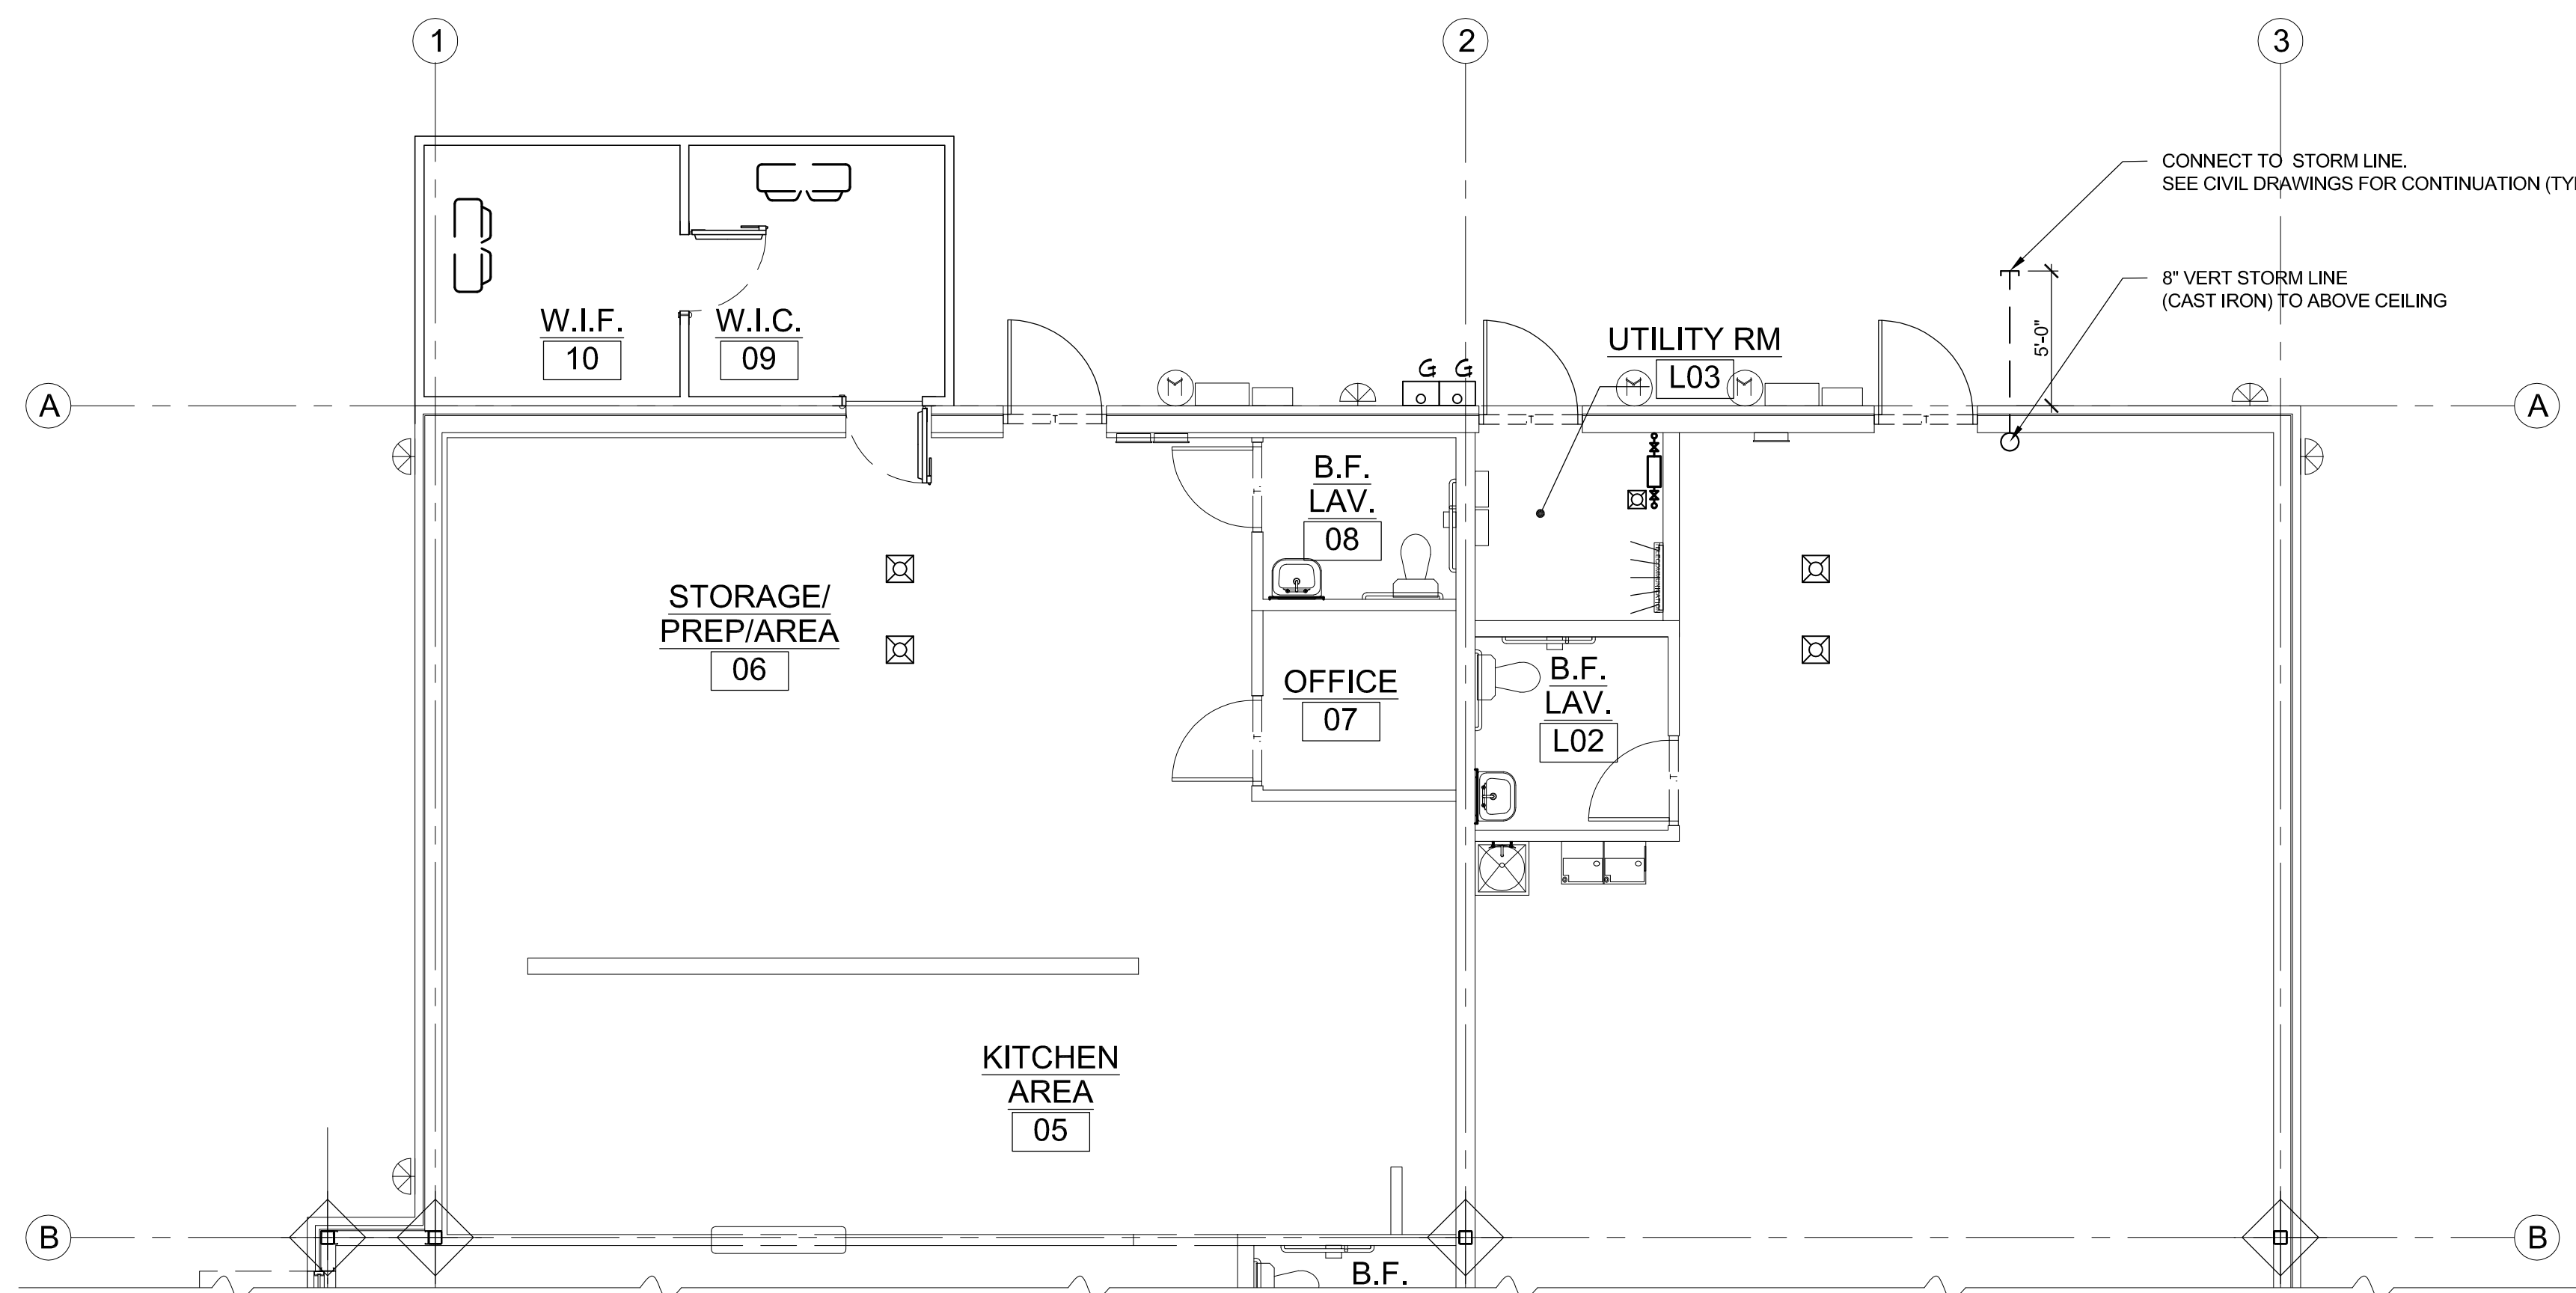 1
2
3
CONNECT TO STORM LINE.
SEE CIVIL DRAWINGS FOR CONTINUATION
8" VERT STORM LINE
(CAST IRON) TO ABOVE CEILING
5'-0"
W.I.F.
10
W.I.C.
09
UTILITY RM
L03
G G
M
M
M
A
A
T
T
T
B.F.
LAV.
08
T
STORAGE/
PREP/AREA
06
OFFICE
07
T
B.F.
LAV.
L02
T
KITCHEN
AREA
05
B
B
B.F.